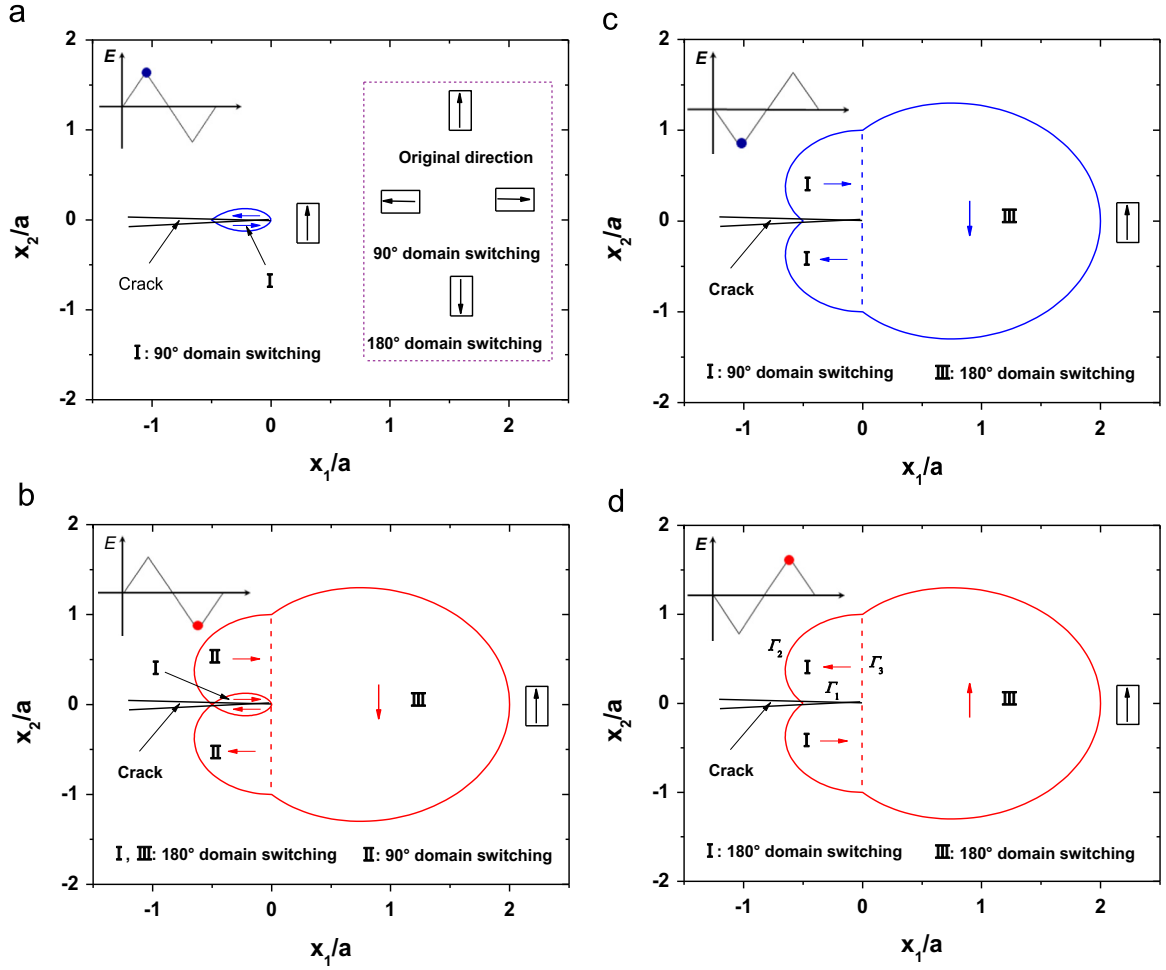 a
2
1
0
-1
-2
x2/a
-1
0
1
2
x1/a
E
Original direction
90° domain switching
180° domain switching
Crack
I
I : 90° domain switching
c
2
1
0
-1
-2
x2/a
-1
0
1
2
x1/a
E
I
I
III
Crack
I : 90° domain switching
III: 180° domain switching
b
2
1
0
-1
-2
x2/a
-1
0
1
2
x1/a
E
II
I
III
II
Crack
I , III: 180° domain switching
II: 90° domain switching
d
2
1
0
-1
-2
x2/a
-1
0
1
2
x1/a
E
Γ2
Γ3
I
Γ1
III
I
Crack
I : 180° domain switching
III: 180° domain switching